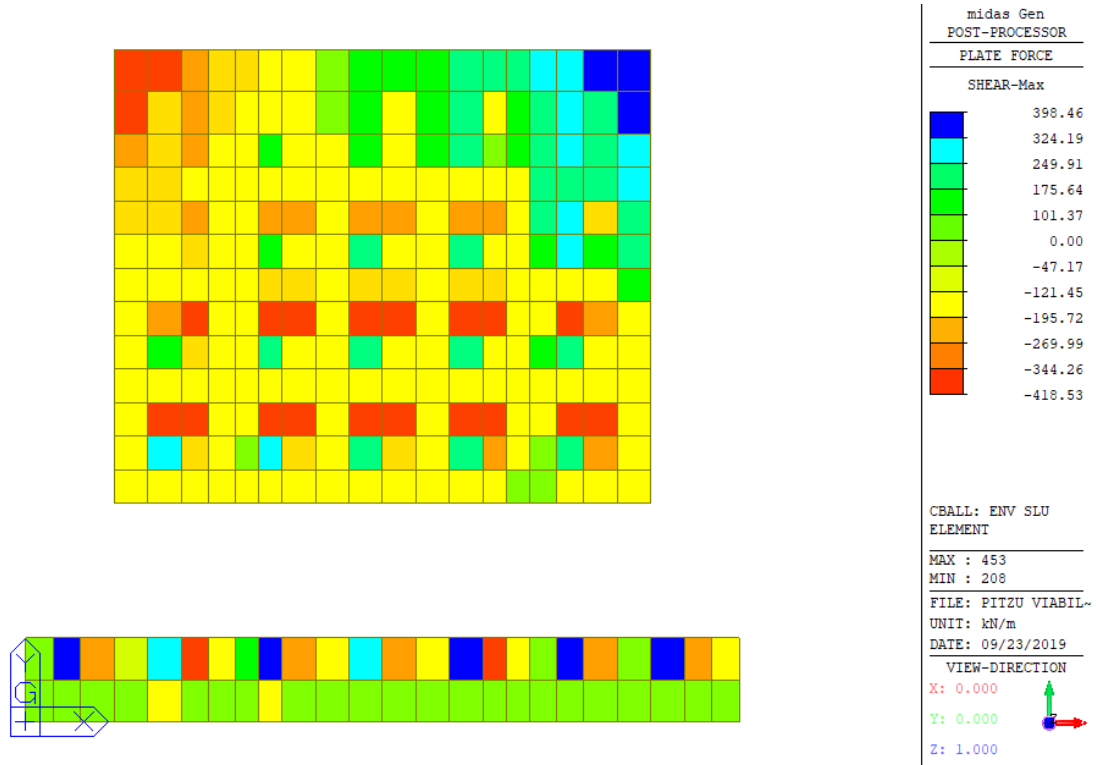 midas Gen
POST-PROCESSOR
PLATE FORCE
SHEAR-Max
398.46
324.19
249.91
175.64
101.37
0.00
-47.17
-121.45
-195.72
-269.99
-344.26
-418.53
CBALL: ENV SLU
ELEMENT
MAX : 453
MIN : 208
FILE: PITZU VIABIL~
UNIT: kN/m
DATE: 09/23/2019
VIEW-DIRECTION
X: 0.000
Y: 0.000
Z: 1.000
Z
Y
G
X